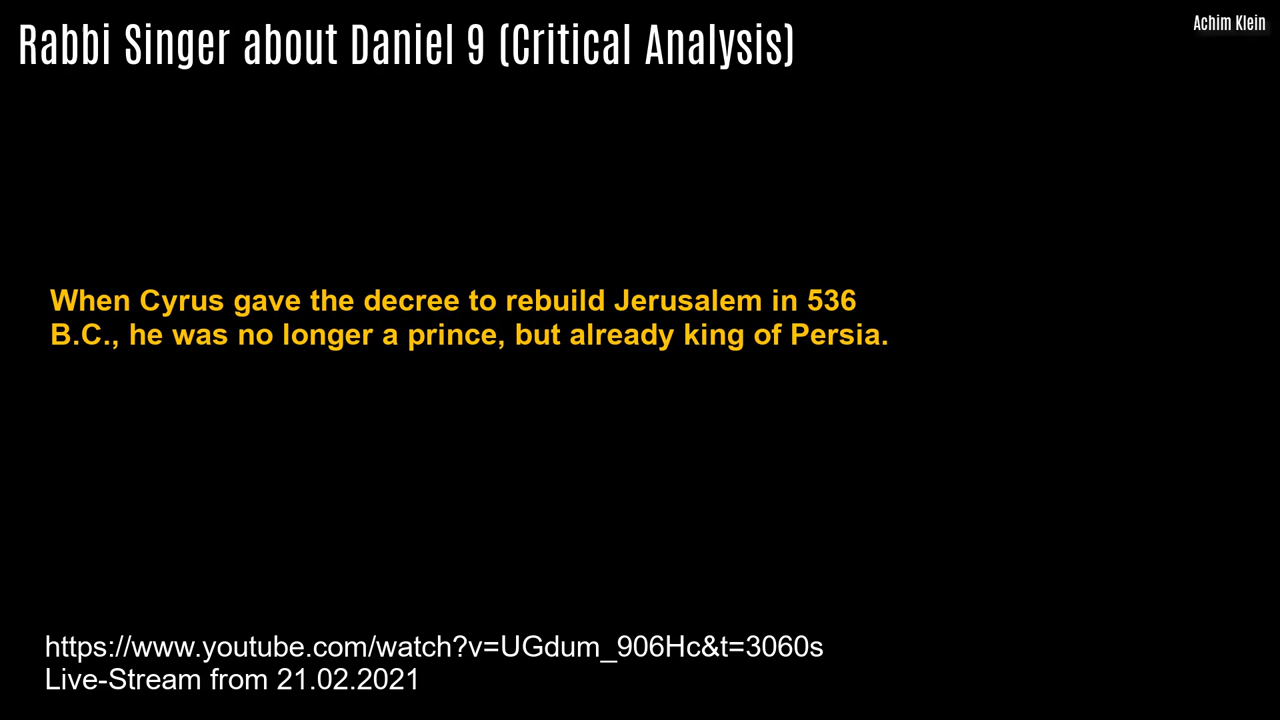 Rabbi Singer about Daniel 9 (Critical Analysis)
Achim Klein
When Cyrus gave the decree to rebuild Jerusalem in 536
B.C., he was no longer a prince, but already king of Persia.
https://www.youtube.com/watch?v=UGdum_906Hc&t=3060s
Live-Stream from 21.02.2021